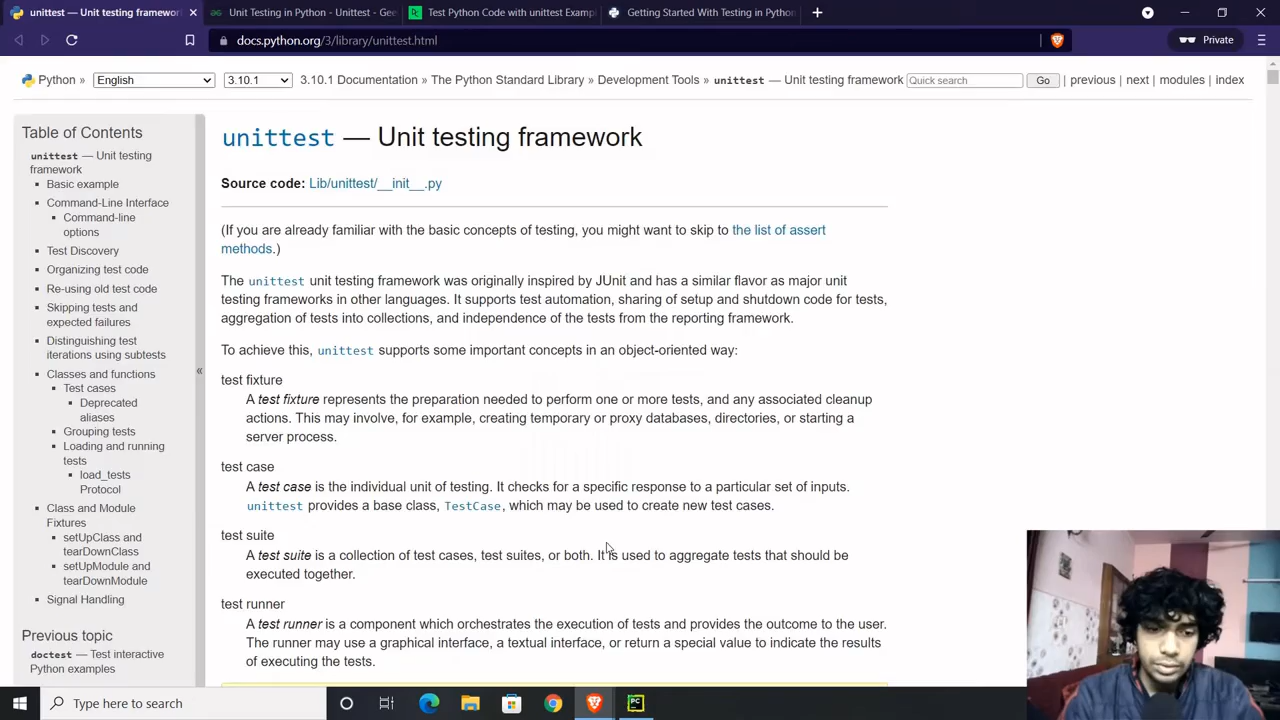 unittest — Unit testing framewor
Unit Testing in Python - Unittest - Gee
Test Python Code with unittest Exampl
Getting Started With Testing in Python
docs.python.org/3/library/unittest.html
Private
Python »
English
3.10.1
3.10.1 Documentation » The Python Standard Library » Development Tools » unittest — Unit testing framework
Quick search
Go
| previous | next | modules | index
Table of Contents
unittest — Unit testing
framework
Basic example
Command-Line Interface
Command-line
options
Test Discovery
Organizing test code
Re-using old test code
Skipping tests and
expected failures
Distinguishing test
iterations using subtests
Classes and functions
Test cases
Deprecated
aliases
Grouping tests
Loading and running
tests
load_tests
Protocol
Class and Module
Fixtures
setUpClass and
tearDownClass
setUpModule and
tearDownModule
Signal Handling
Previous topic
doctest — Test interactive
Python examples
«
unittest — Unit testing framework
Source code: Lib/unittest/__init__.py
(If you are already familiar with the basic concepts of testing, you might want to skip to the list of assert
methods.)
The unittest unit testing framework was originally inspired by JUnit and has a similar flavor as major unit
testing frameworks in other languages. It supports test automation, sharing of setup and shutdown code for tests,
aggregation of tests into collections, and independence of the tests from the reporting framework.
To achieve this, unittest supports some important concepts in an object-oriented way:
test fixture
A test fixture represents the preparation needed to perform one or more tests, and any associated cleanup
actions. This may involve, for example, creating temporary or proxy databases, directories, or starting a
server process.
test case
A test case is the individual unit of testing. It checks for a specific response to a particular set of inputs.
unittest provides a base class, TestCase, which may be used to create new test cases.
test suite
A test suite is a collection of test cases, test suites, or both. It is used to aggregate tests that should be
executed together.
test runner
A test runner is a component which orchestrates the execution of tests and provides the outcome to the user.
The runner may use a graphical interface, a textual interface, or return a special value to indicate the results
of executing the tests.
Type here to search
PC